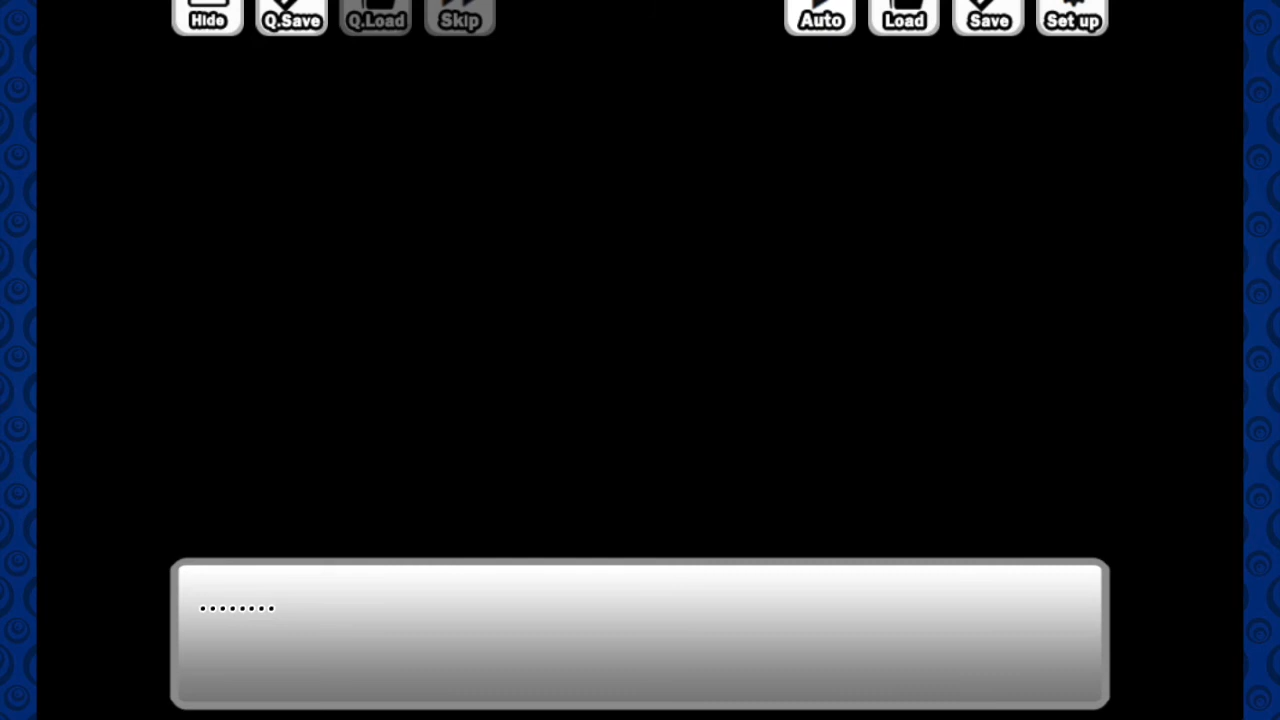 Hide Q.Save Q.Load Skip Auto Load Save Set up
........